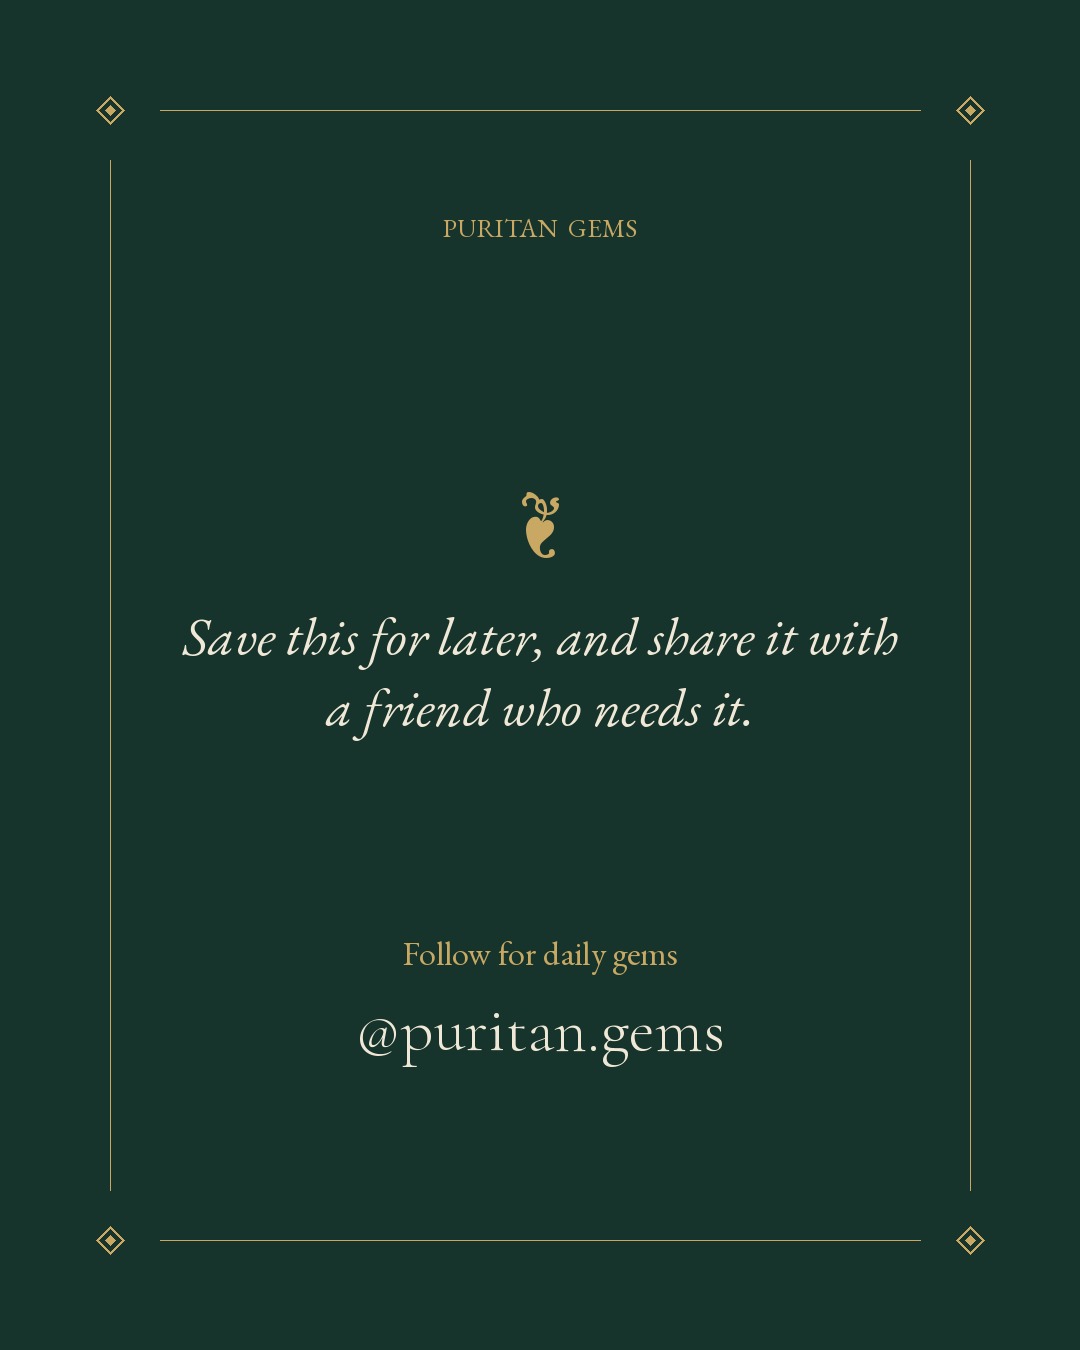 PURITAN GEMS
Save this for later, and share it with
a friend who needs it.
Follow for daily gems
@puritan.gems